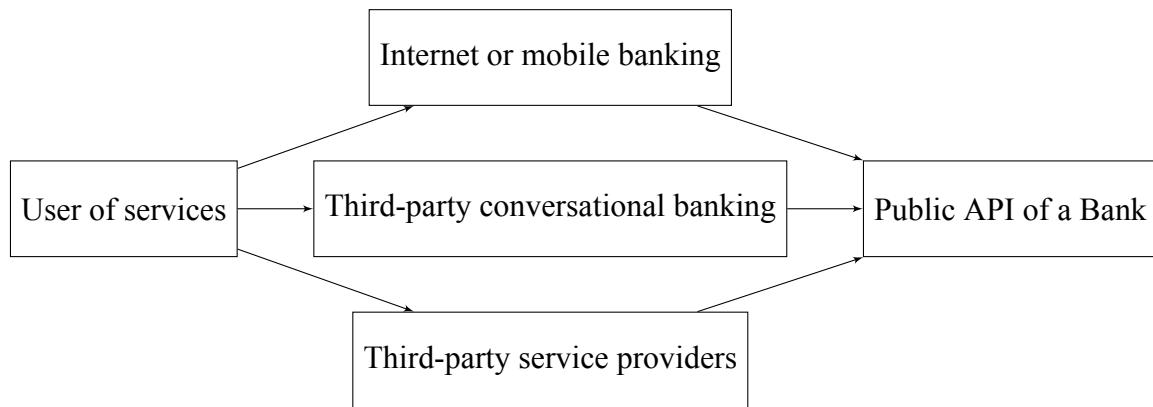 Internet or mobile banking
User of services
Third-party conversational banking
Public API of a Bank
Third-party service providers